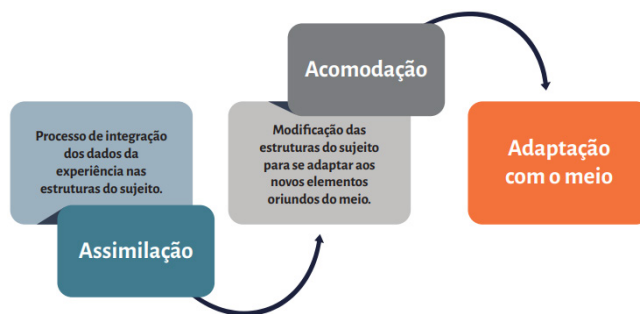 Processo de integração
dos dados da
experiência nas
estruturas do sujeito.
Assimilação
Acomodação
Modificação das
estruturas do sujeito
para se adaptar aos
novos elementos
oriundos do meio.
Adaptação
com o meio